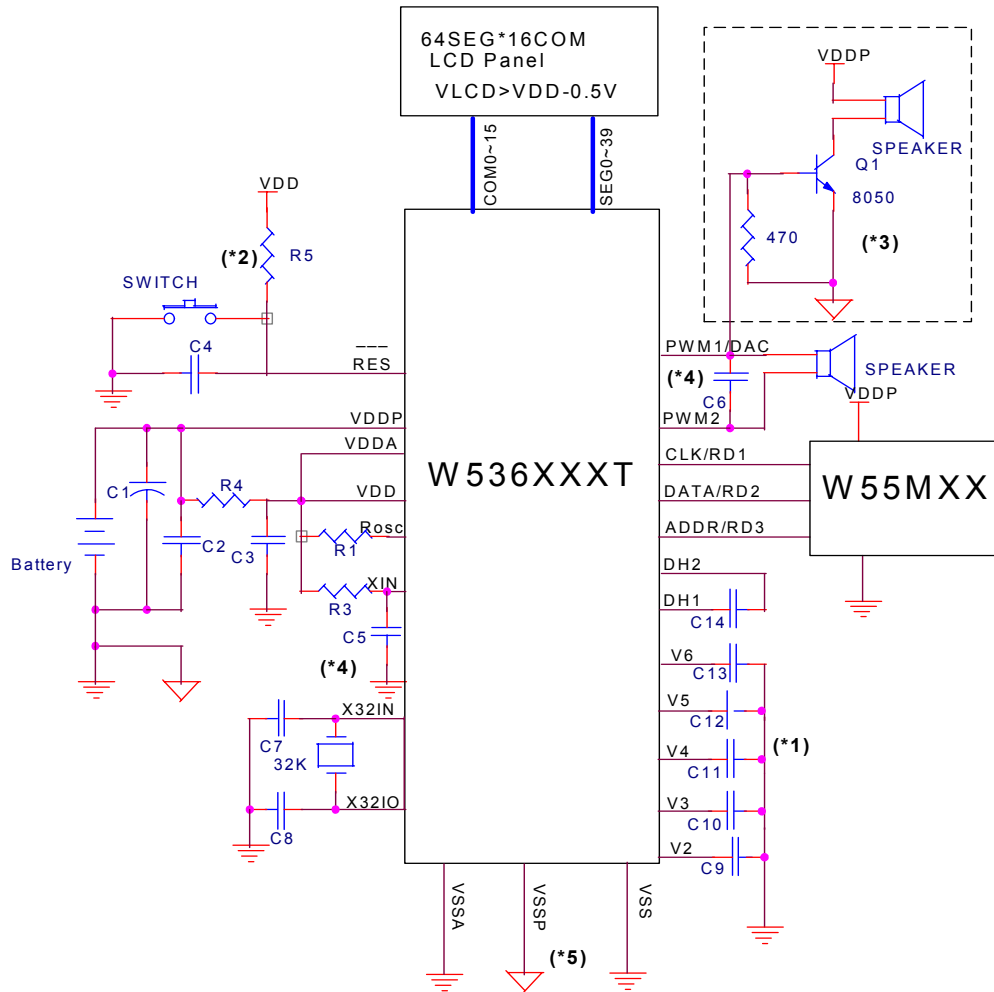 64SEG*16COM
LCD Panel
VLCD>VDD-0.5V
COM0~15
SEG0~39
VDDP
SPEAKER
Q1
8050
470
(*3)
VDD
(*2)
R5
SWITCH
C4
RES
PWM1/DAC
(*4)
C6
SPEAKER
VDDP
PWM2
VDDP
VDDA
W536XXXT
CLK/RD1
W55MXX
C1
R4
VDD
DATA/RD2
C2
C3
Rosc
R1
ADDR/RD3
Battery
XIN
R3
DH2
C5
DH1
C14
(*4)
V6
C13
X32IN
V5
C12
C7
32K
(*1)
V4
C11
X32IO
C8
V3
C10
V2
C9
VSSA
VSSP
VSS
(*5)